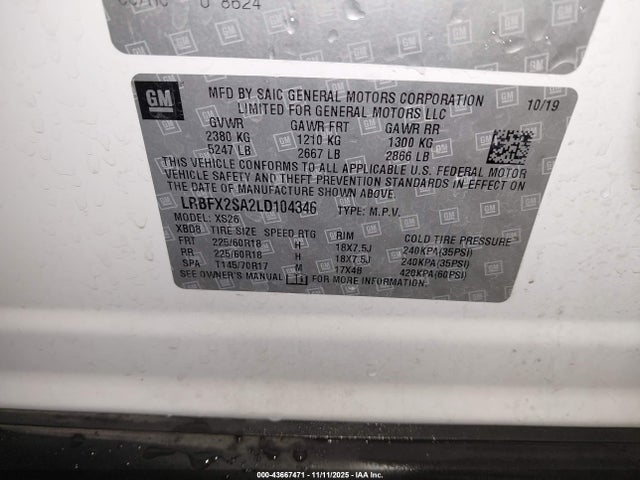 U 8624
GM
MFD BY SAIC GENERAL MOTORS CORPORATION
LIMITED FOR GENERAL MOTORS LLC
10/19
GVWR GAWR FRT GAWR RR
2380 KG 1210 KG 1300 KG
5247 LB 2667 LB 2866 LB
THIS VEHICLE CONFORMS TO ALL APPLICABLE U.S. FEDERAL MOTOR
VEHICLE SAFETY AND THEFT PREVENTION STANDARDS IN EFFECT
ON THE DATE OF MANUFACTURE SHOWN ABOVE.
LRBFX2SA2LD104346 TYPE: M.P.V.
MODEL: XS26
XBD8 TIRE SIZE SPEED RTG RIM COLD TIRE PRESSURE
FRT 225/60R18 H 18X7.5J 240KPA(35PSI)
RR 225/60R18 H 18X7.5J 240KPA(35PSI)
SPA T145/70R17 M 17X4B 420KPA(60PSI)
SEE OWNER'S MANUAL FOR MORE INFORMATION.
000-43667471 - 11/11/2025 - IAAI.com